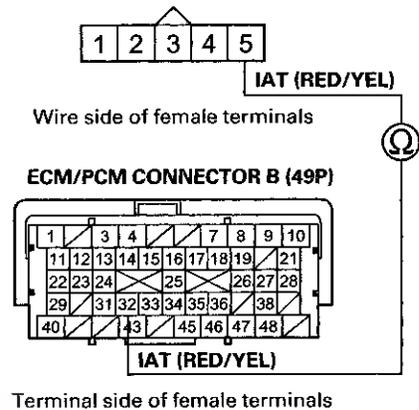 1 2 3 4 5
IAT (RED/YEL)
Wire side of female terminals
Ω
ECM/PCM CONNECTOR B (49P)
1 3 4 7 8 9 10
11 12 13 14 15 16 17 18 19 21
22 23 24 25 26 27 28
29 31 32 33 34 35 36 38
40 43 45 46 47 48
IAT (RED/YEL)
Terminal side of female terminals